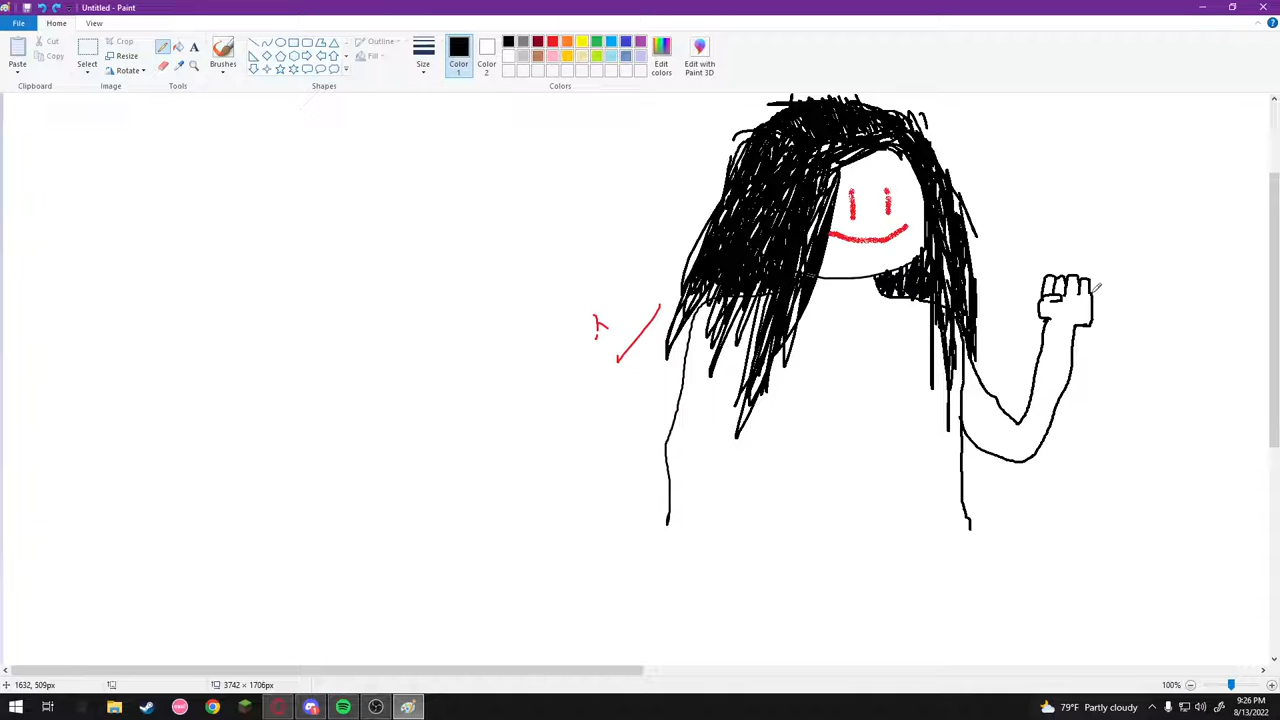 Untitled - Paint
File
Home
View
Paste
Cut
Copy
Clipboard
Select
Crop
Resize
Rotate
Image
Tools
Brushes
Outline
Fill
Shapes
Size
Color
1
Color
2
Colors
Edit
colors
Edit with
Paint 3D
1632, 509px
3742 × 1706px
100%
79°F Partly cloudy
9:26 PM
8/13/2022